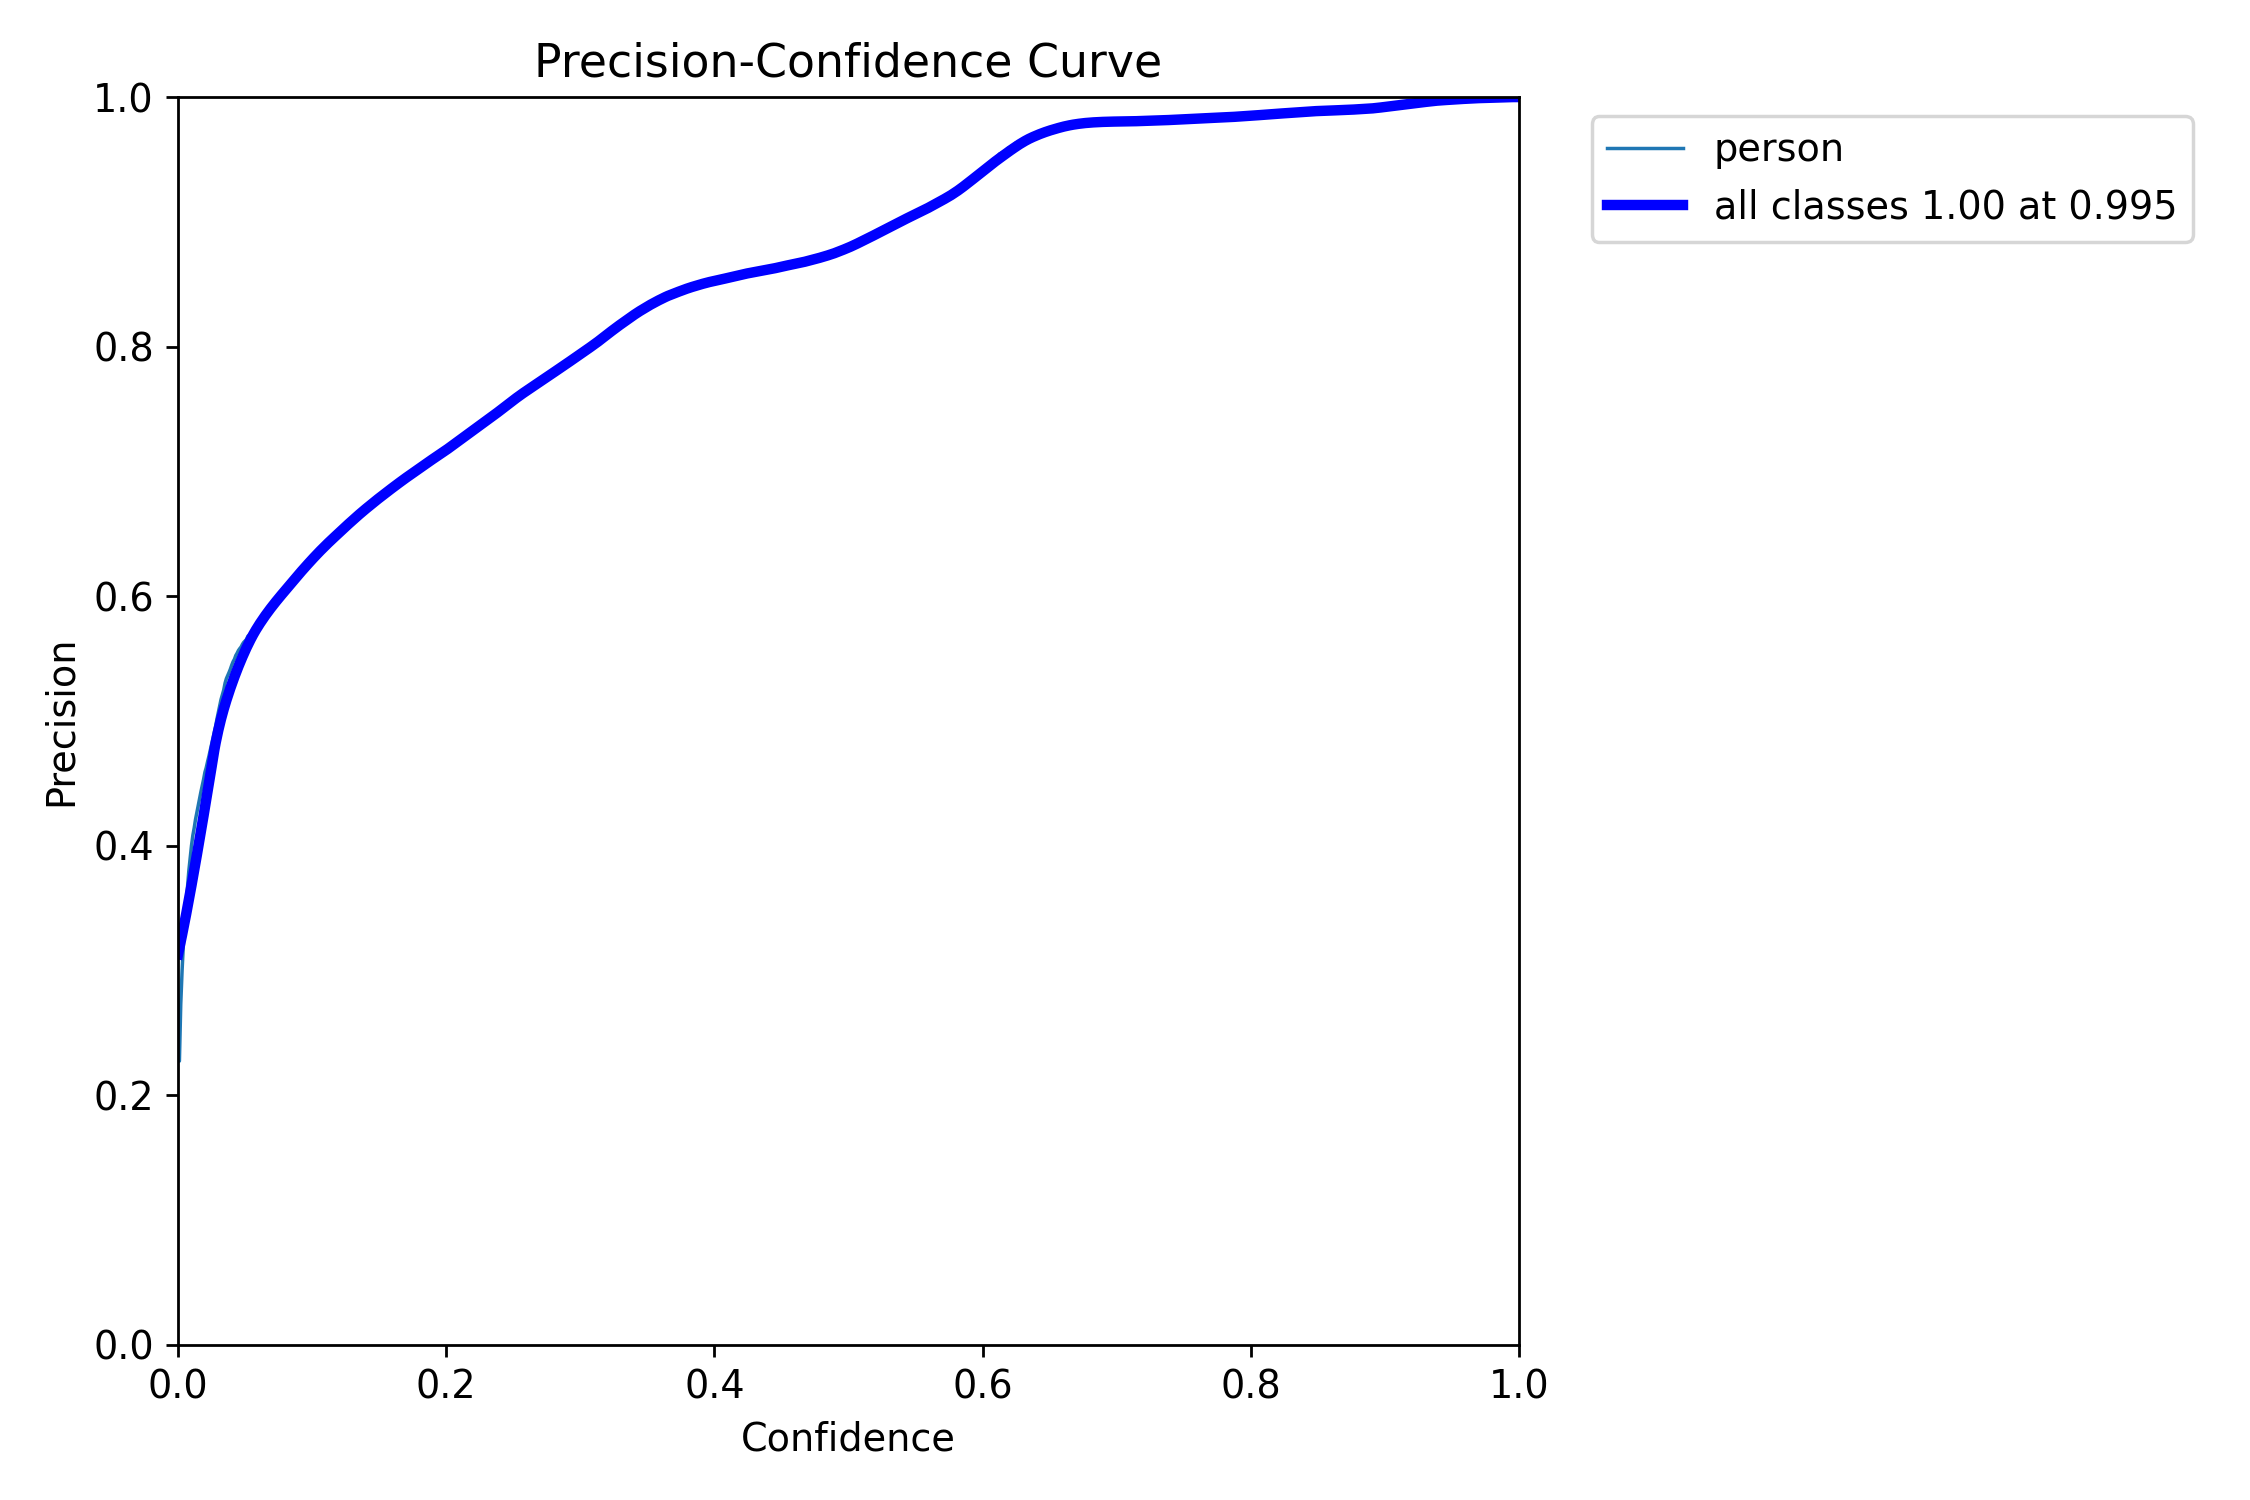 Precision-Confidence Curve
1.0
0.8
0.6
0.4
0.2
0.0
Precision
0.0 0.2 0.4 0.6 0.8 1.0
Confidence
person
all classes 1.00 at 0.995